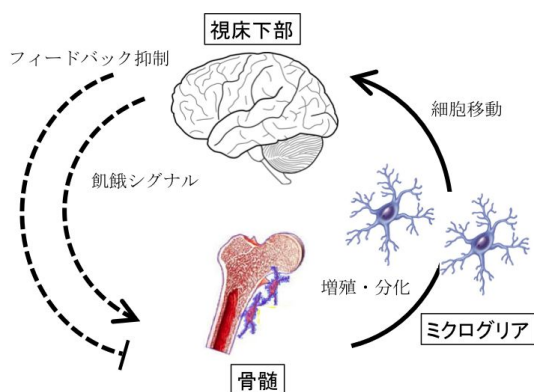 視床下部
フィードバック抑制
細胞移動
飢餓シグナル
増殖・分化
ミクログリア
骨髄